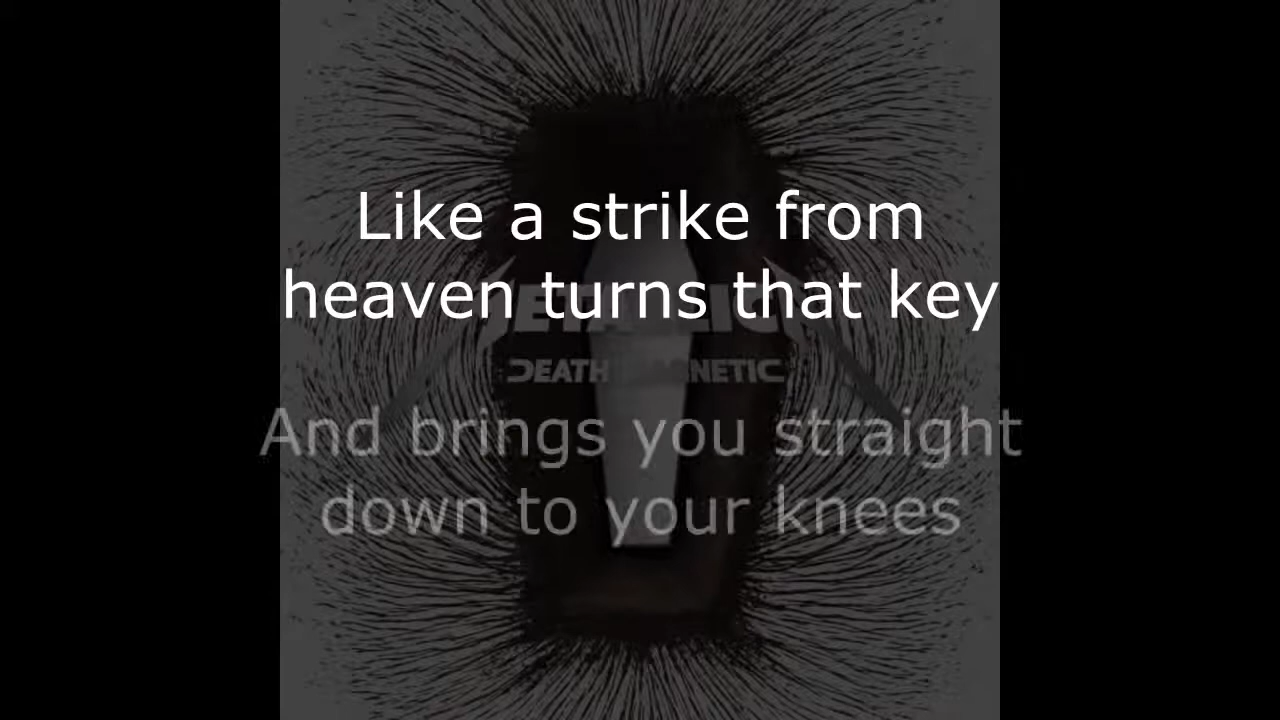 Like a strike from
heaven turns that key
DEATH MAGNETIC
And brings you straight
down to your knees